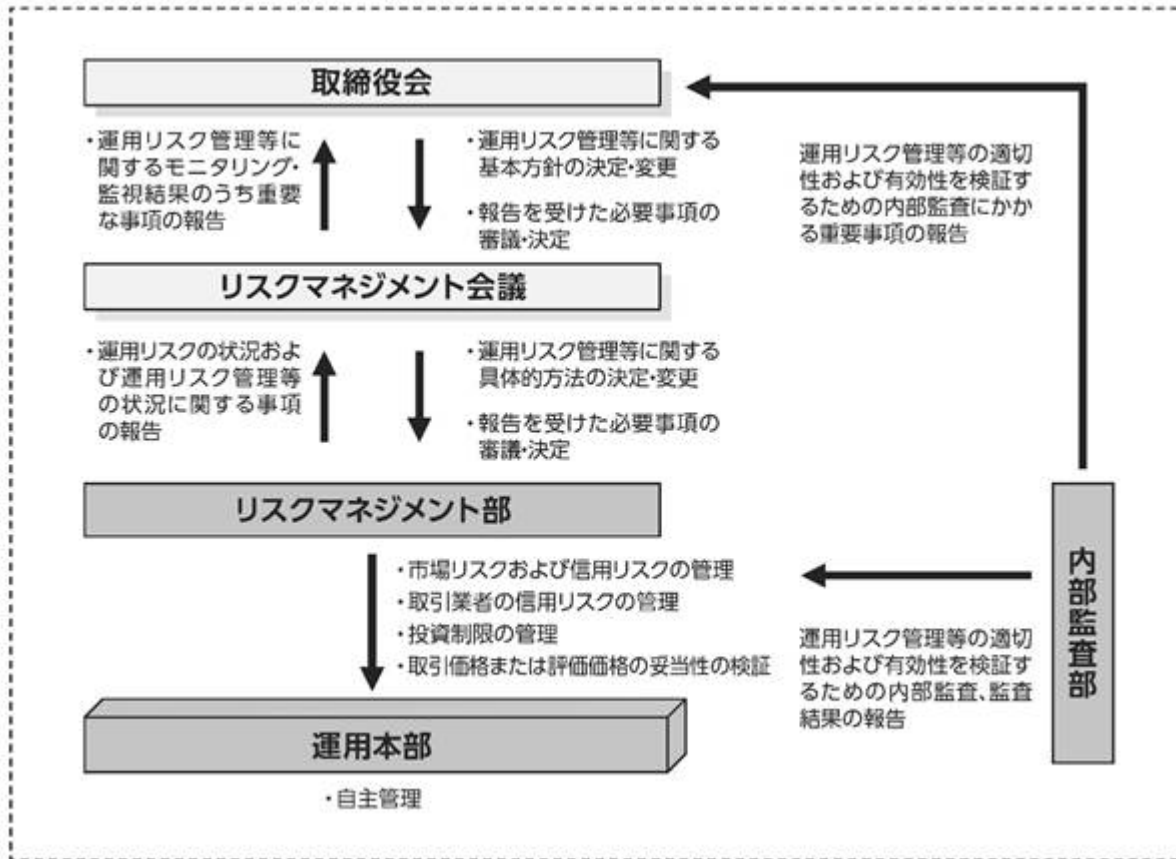 取締役会
・運用リスク管理等に
関するモニタリング・
監視結果のうち重要
な事項の報告
・運用リスク管理等に関する
基本方針の決定・変更
・報告を受けた必要事項の
審議・決定
運用リスク管理等の適切
性および有効性を検証す
るための内部監査にかか
る重要事項の報告
リスクマネジメント会議
・運用リスクの状況およ
び運用リスク管理等
の状況に関する事項
の報告
・運用リスク管理等に関する
具体的方法の決定・変更
・報告を受けた必要事項の
審議・決定
リスクマネジメント部
・市場リスクおよび信用リスクの管理
・取引業者の信用リスクの管理
・投資制限の管理
・取引価格または評価価格の妥当性の検証
運用リスク管理等の適切
性および有効性を検証す
るための内部監査、監査
結果の報告
内部監査部
運用本部
・自主管理